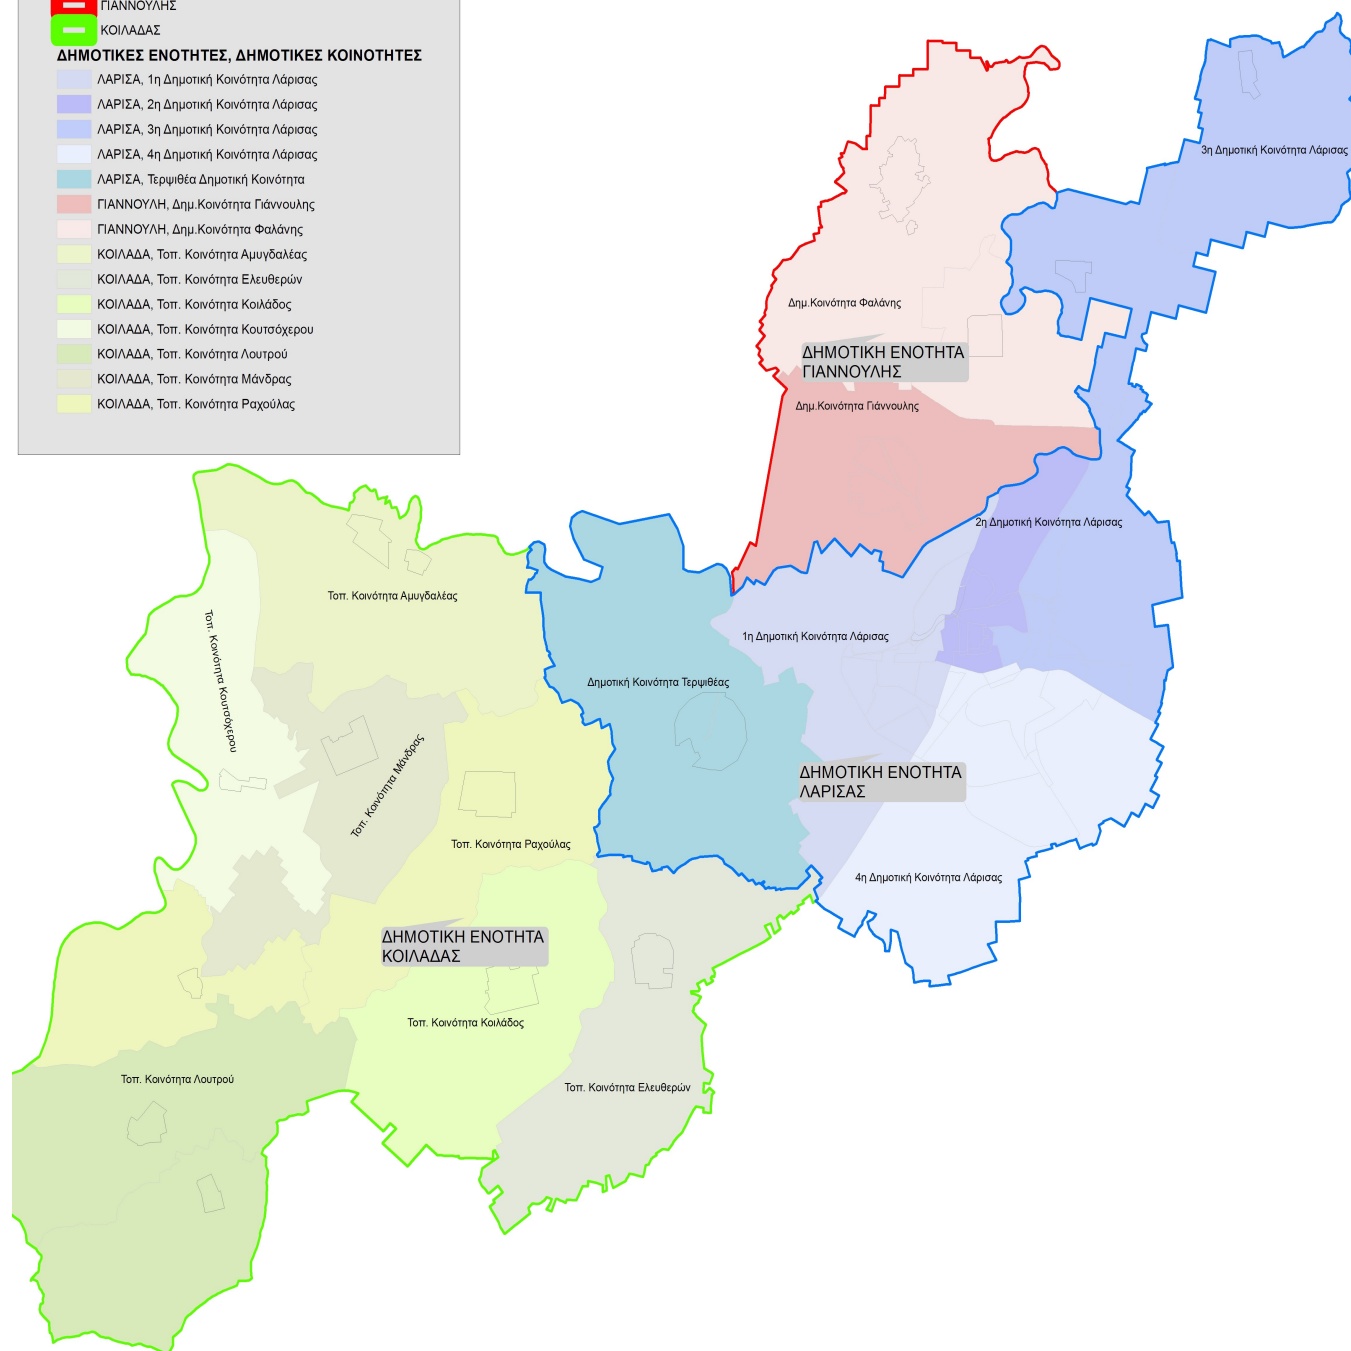 ΓΙΑΝΝΟΥΛΗΣ
ΚΟΙΛΑΔΑΣ
ΔΗΜΟΤΙΚΕΣ ΕΝΟΤΗΤΕΣ, ΔΗΜΟΤΙΚΕΣ ΚΟΙΝΟΤΗΤΕΣ
ΛΑΡΙΣΑ, 1η Δημοτική Κοινότητα Λάρισας
ΛΑΡΙΣΑ, 2η Δημοτική Κοινότητα Λάρισας
ΛΑΡΙΣΑ, 3η Δημοτική Κοινότητα Λάρισας
ΛΑΡΙΣΑ, 4η Δημοτική Κοινότητα Λάρισας
ΛΑΡΙΣΑ, Τερψιθέα Δημοτική Κοινότητα
ΓΙΑΝΝΟΥΛΗ, Δημ.Κοινότητα Γιάννουλης
ΓΙΑΝΝΟΥΛΗ, Δημ.Κοινότητα Φαλάνης
ΚΟΙΛΑΔΑ, Τοπ. Κοινότητα Αμυγδαλέας
ΚΟΙΛΑΔΑ, Τοπ. Κοινότητα Ελευθερών
ΚΟΙΛΑΔΑ, Τοπ. Κοινότητα Κοιλάδος
ΚΟΙΛΑΔΑ, Τοπ. Κοινότητα Κουτσόχερου
ΚΟΙΛΑΔΑ, Τοπ. Κοινότητα Λουτρού
ΚΟΙΛΑΔΑ, Τοπ. Κοινότητα Μάνδρας
ΚΟΙΛΑΔΑ, Τοπ. Κοινότητα Ραχούλας
3η Δημοτική Κοινότητα Λάρισας
Δημ.Κοινότητα Φαλάνης
ΔΗΜΟΤΙΚΗ ΕΝΟΤΗΤΑ
ΓΙΑΝΝΟΥΛΗΣ
Δημ.Κοινότητα Γιάννουλης
2η Δημοτική Κοινότητα Λάρισας
Τοπ. Κοινότητα Αμυγδαλέας
1η Δημοτική Κοινότητα Λάρισας
Τοπ. Κοινότητα Κουτσόχερου
Δημοτική Κοινότητα Τερψιθέας
Τοπ. Κοινότητα Μάνδρας
ΔΗΜΟΤΙΚΗ ΕΝΟΤΗΤΑ
ΛΑΡΙΣΑΣ
Τοπ. Κοινότητα Ραχούλας
4η Δημοτική Κοινότητα Λάρισας
ΔΗΜΟΤΙΚΗ ΕΝΟΤΗΤΑ
ΚΟΙΛΑΔΑΣ
Τοπ. Κοινότητα Κοιλάδος
Τοπ. Κοινότητα Λουτρού
Τοπ. Κοινότητα Ελευθερών